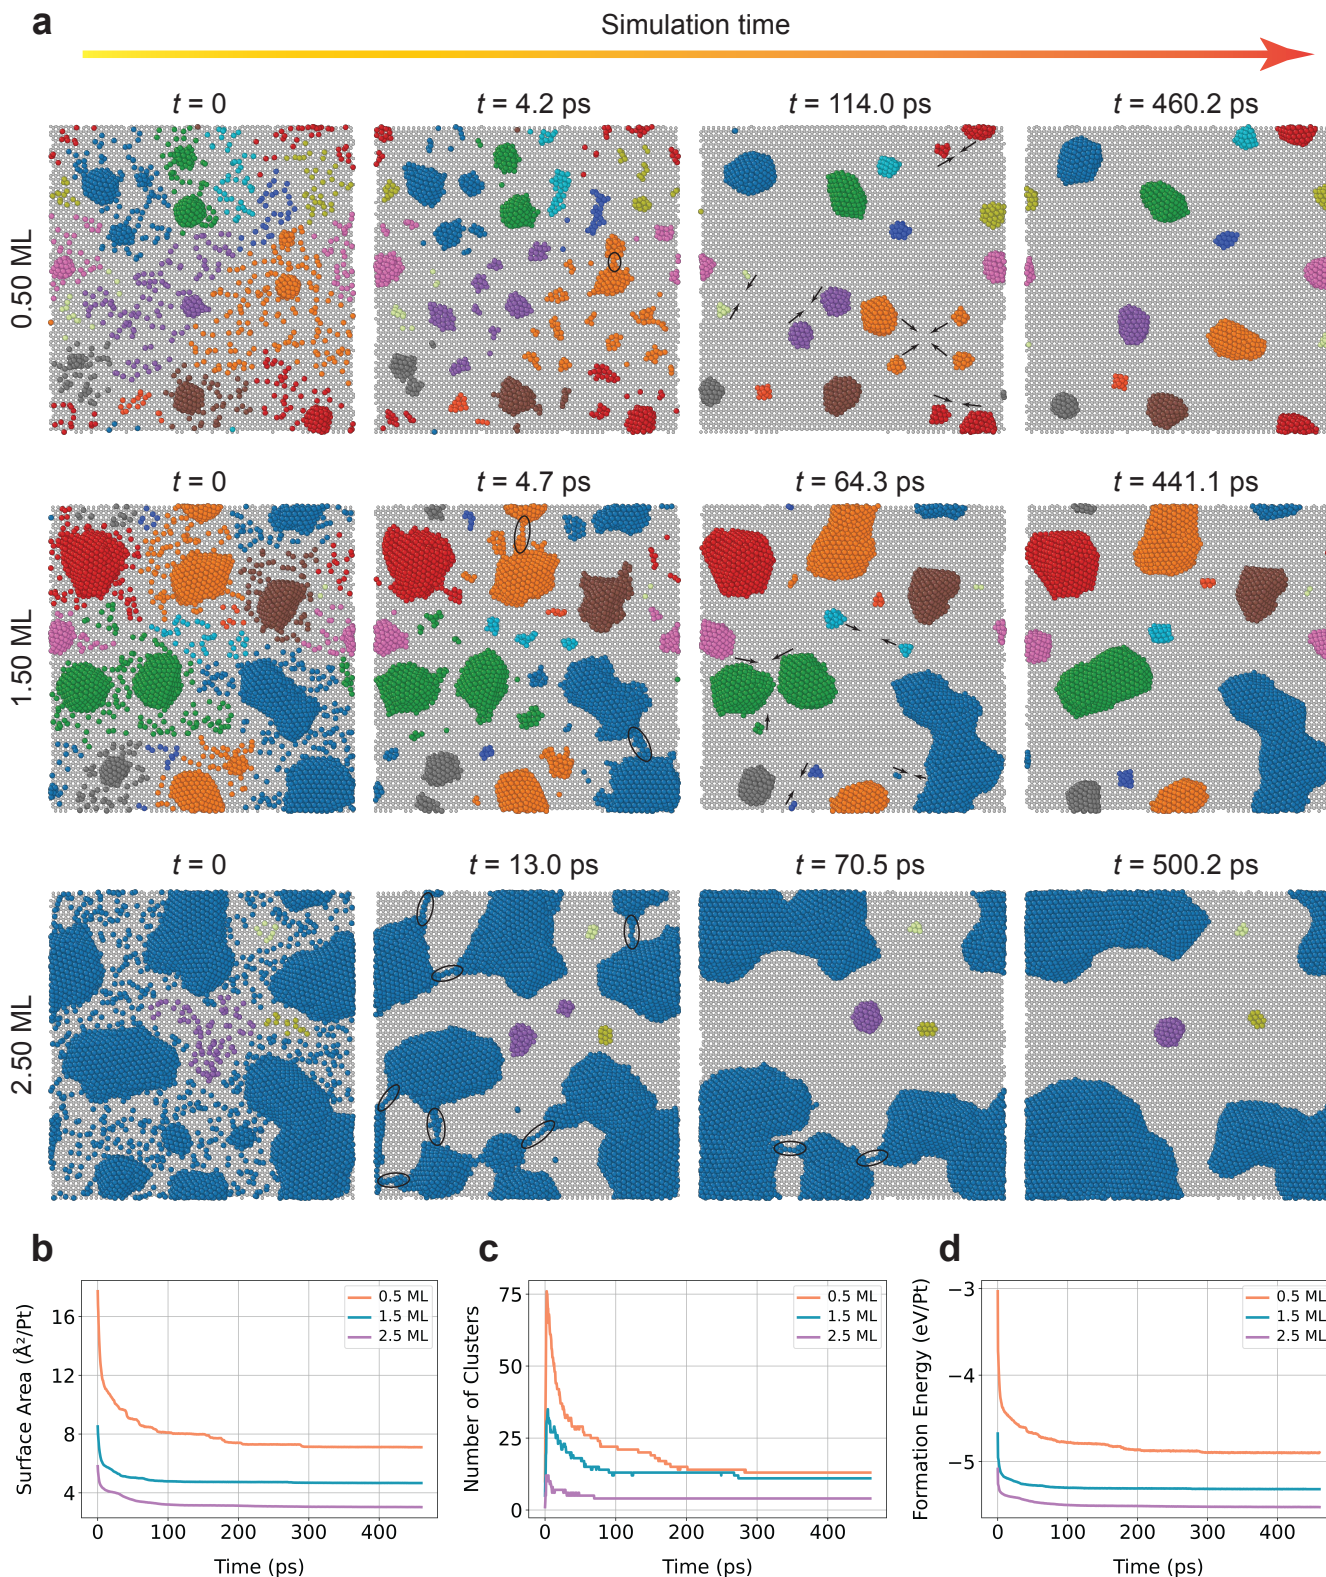 a
Simulation time
t = 0
t = 4.2 ps
t = 114.0 ps
t = 460.2 ps
0.50 ML
t = 0
t = 4.7 ps
t = 64.3 ps
t = 441.1 ps
1.50 ML
t = 0
t = 13.0 ps
t = 70.5 ps
t = 500.2 ps
2.50 ML
b
Surface Area (Å²/Pt)
16
12
8
4
0.5 ML
1.5 ML
2.5 ML
0 100 200 300 400
Time (ps)
c
Number of Clusters
75
50
25
0
0.5 ML
1.5 ML
2.5 ML
0 100 200 300 400
Time (ps)
d
Formation Energy (eV/Pt)
−3
−4
−5
0.5 ML
1.5 ML
2.5 ML
0 100 200 300 400
Time (ps)